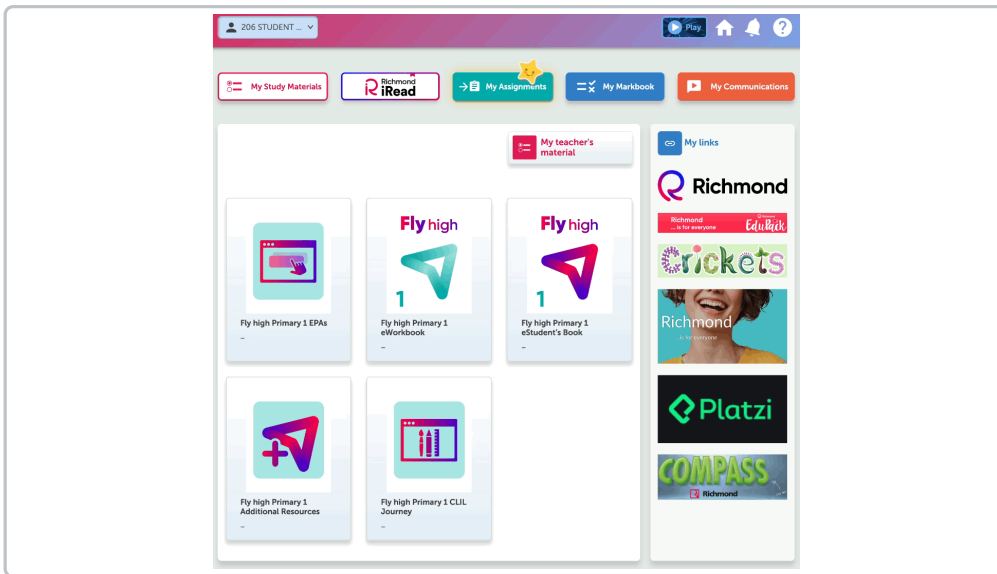 206 STUDENT ...
Play
?
My Study Materials
Richmond
iRead
My Assignments
My Markbook
My Communications
My teacher's
material
Fly high
1
Fly high Primary 1 EPAs
–
Fly high Primary 1
eWorkbook
–
Fly high
1
Fly high Primary 1
eStudent's Book
–
Fly high Primary 1
Additional Resources
–
Fly high Primary 1 CLIL
Journey
–
My links
Richmond
Richmond
... is for everyone
EduTalk
Crickets
Richmond
...is for everyone
Platzi
COMPASS
Richmond